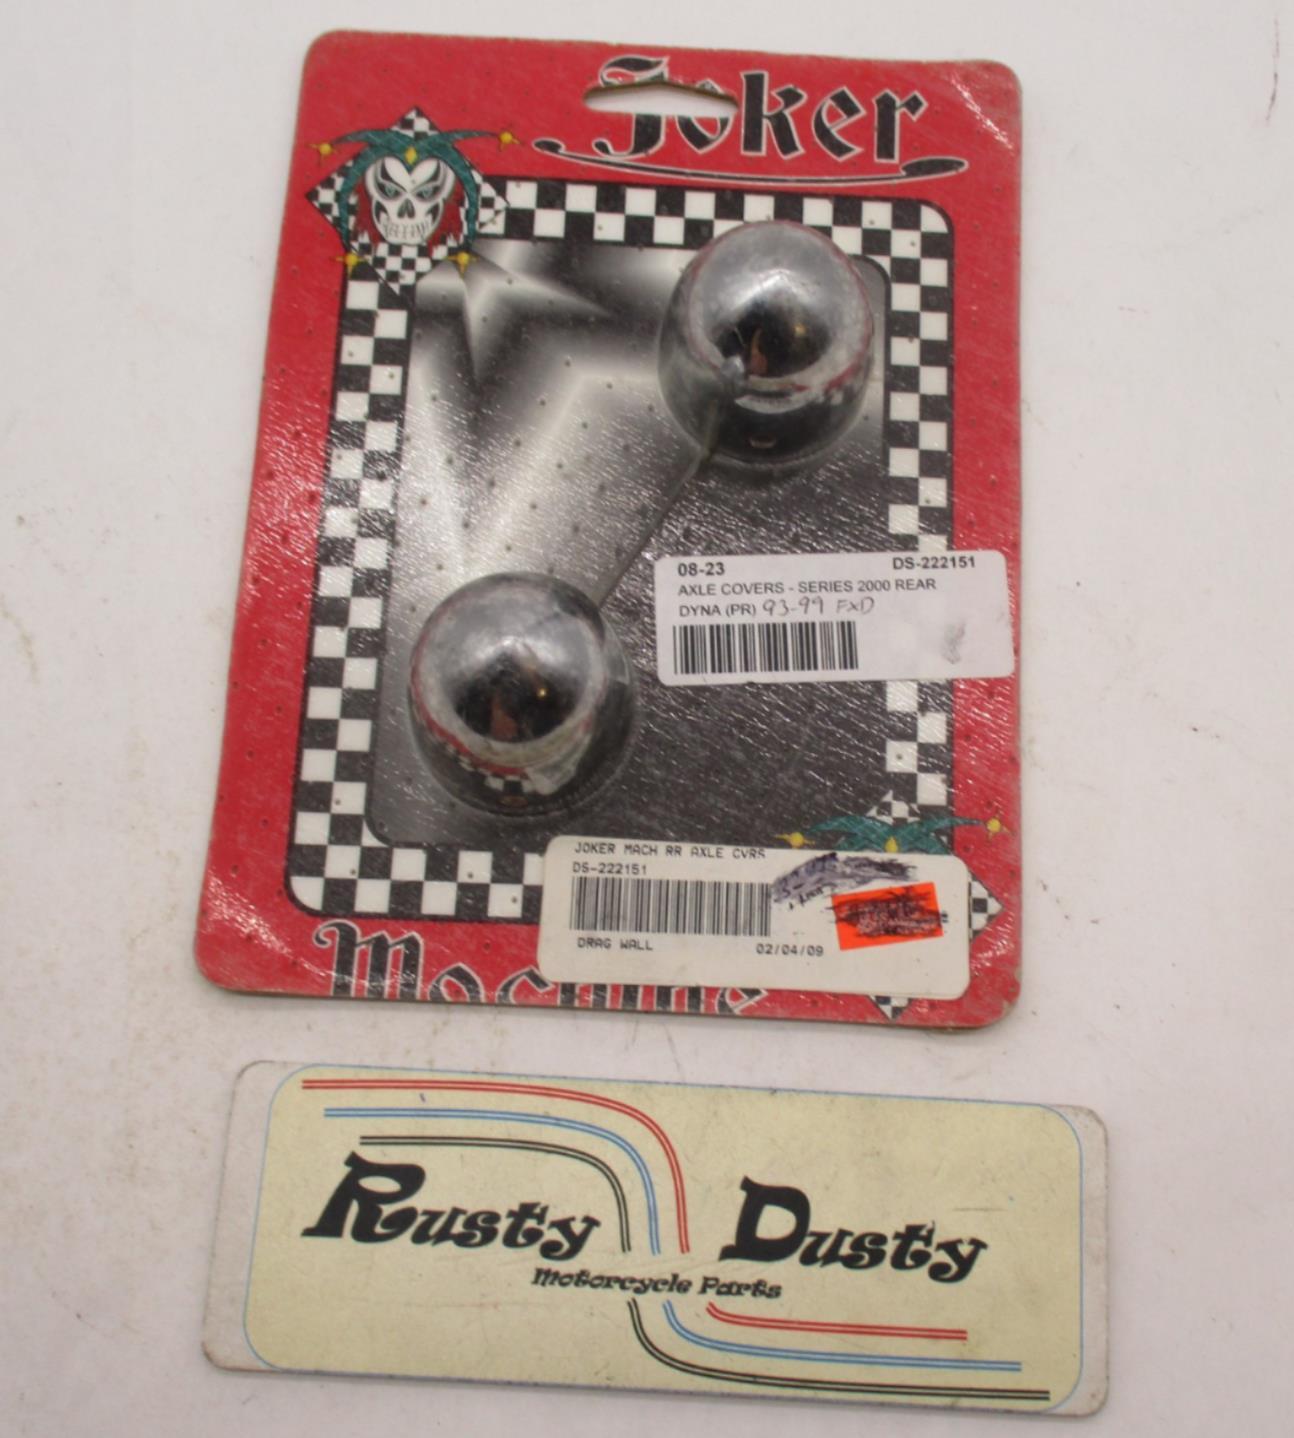 Joker
08-23 DS-222151
AXLE COVERS - SERIES 2000 REAR
DYNA (PR) 93-99 FXD
JOKER MACH RR AXLE CVRS
DS-222151
DRAG WALL 02/04/09
Machine
Rusty Dusty
Motorcycle Parts